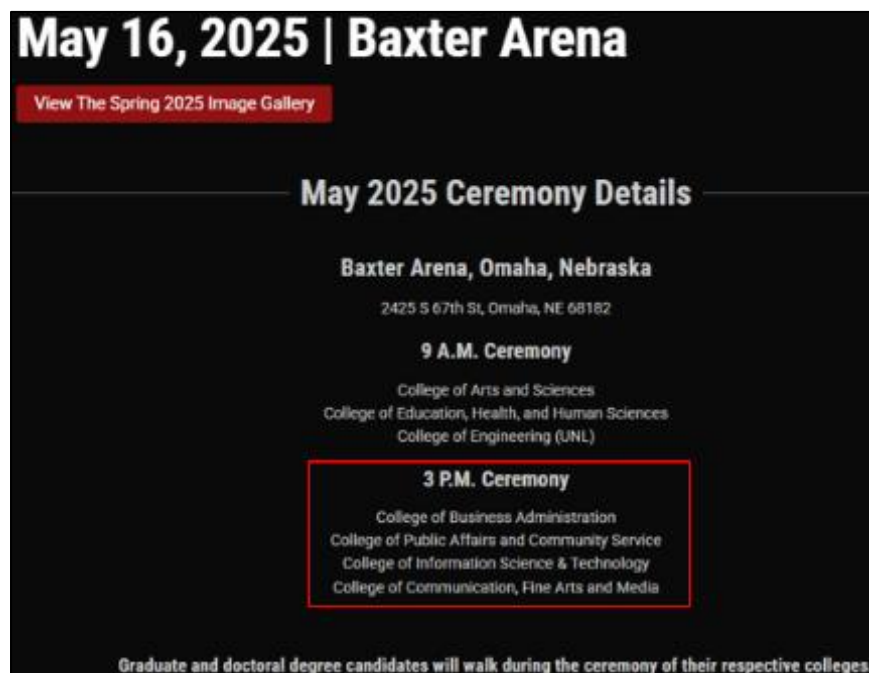 May 16, 2025 | Baxter Arena
View The Spring 2025 Image Gallery
May 2025 Ceremony Details
Baxter Arena, Omaha, Nebraska
2425 S 67th St, Omaha, NE 68182
9 A.M. Ceremony
College of Arts and Sciences
College of Education, Health, and Human Sciences
College of Engineering (UNL)
3 P.M. Ceremony
College of Business Administration
College of Public Affairs and Community Service
College of Information Science & Technology
College of Communication, Fine Arts and Media
Graduate and doctoral degree candidates will walk during the ceremony of their respective colleges